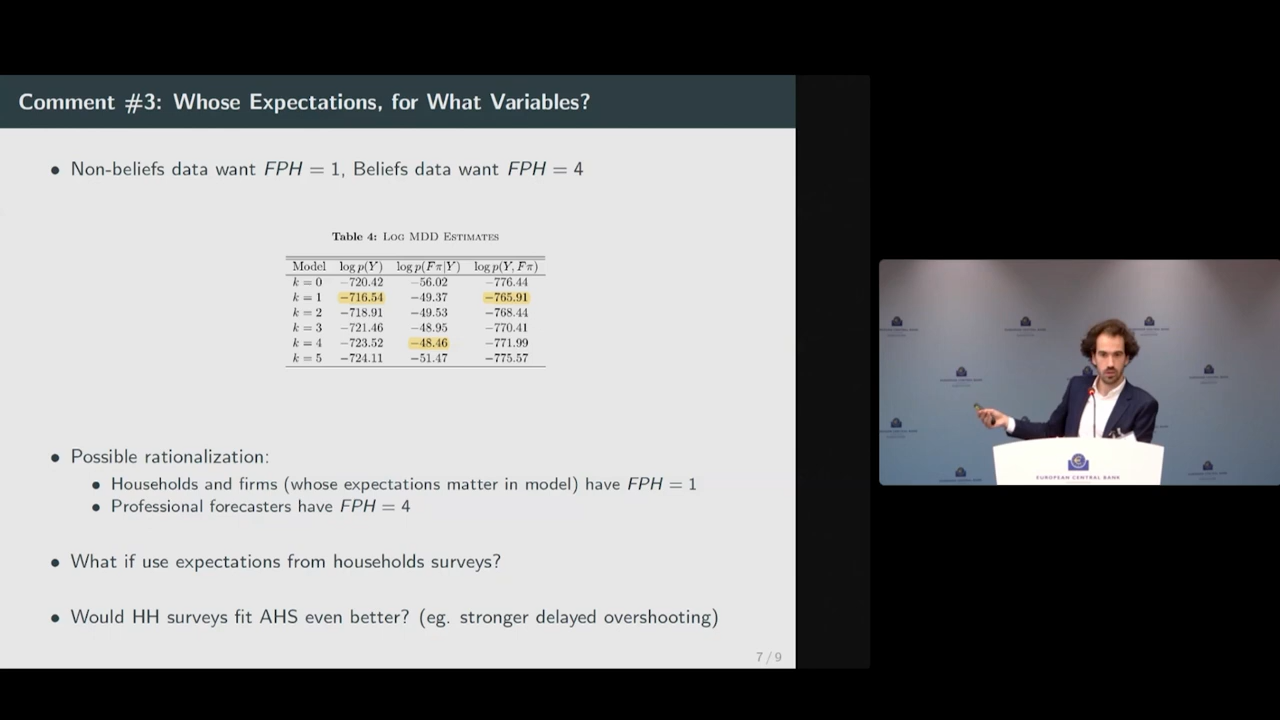 Comment #3: Whose Expectations, for What Variables?
• Non-beliefs data want FPH = 1, Beliefs data want FPH = 4
Table 4: Log MDD Estimates
Model log p(Y) log p(Fπ|Y) log p(Y, Fπ)
k = 0 −720.42 −56.02 −776.44
k = 1 −716.54 −49.37 −765.91
k = 2 −718.91 −49.53 −768.44
k = 3 −721.46 −48.95 −770.41
k = 4 −723.52 −48.46 −771.99
k = 5 −724.11 −51.47 −775.57
• Possible rationalization:
• Households and firms (whose expectations matter in model) have FPH = 1
• Professional forecasters have FPH = 4
• What if use expectations from households surveys?
• Would HH surveys fit AHS even better? (eg. stronger delayed overshooting)
7 / 9
EUROPEAN CENTRAL BANK